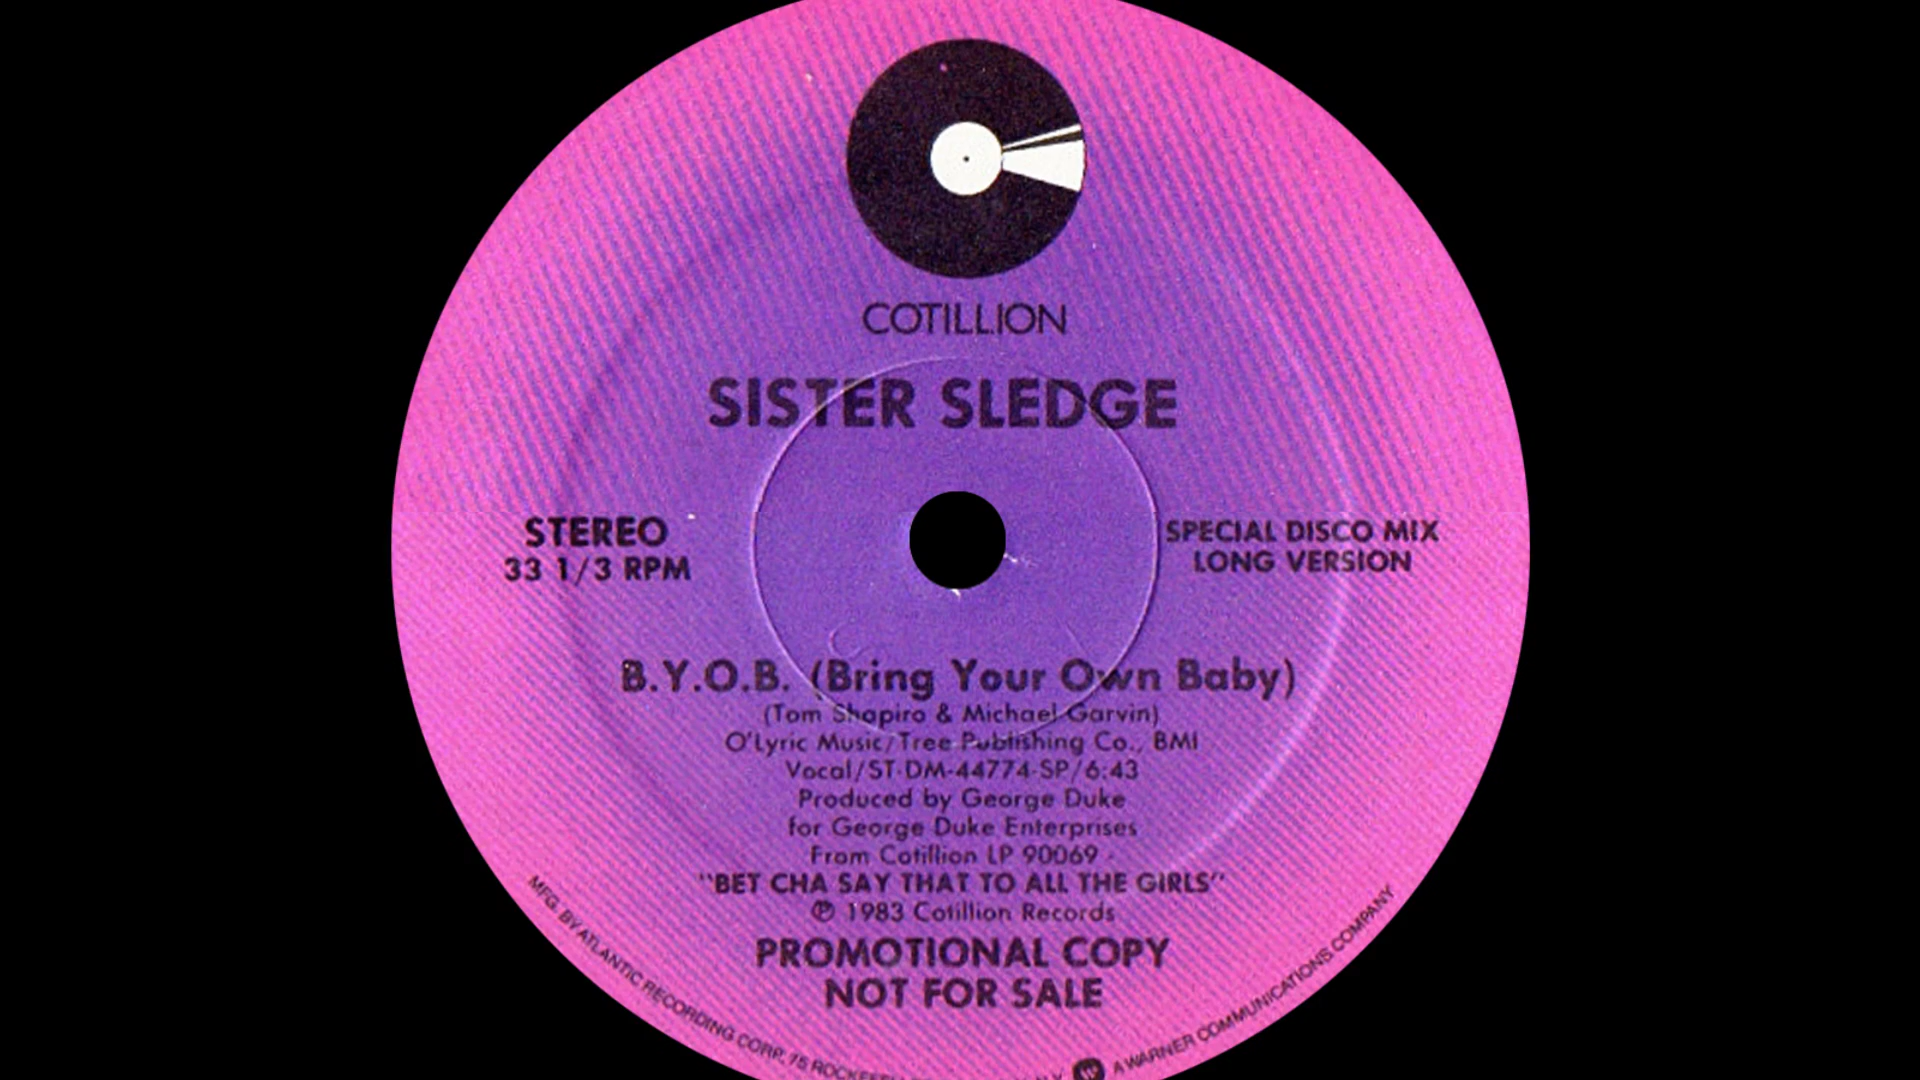 COTILLION
SISTER SLEDGE
STEREO
33 1/3 RPM
SPECIAL DISCO MIX
LONG VERSION
B.Y.O.B. (Bring Your Own Baby)
(Tom Shapiro & Michael Garvin)
O'Lyric Music/Tree Publishing Co., BMI
Vocal/ST-DM-44774-SP/6:43
Produced by George Duke
for George Duke Enterprises
From Cotillion LP 90069 -
"BET CHA SAY THAT TO ALL THE GIRLS"
℗ 1983 Cotillion Records
PROMOTIONAL COPY
NOT FOR SALE
MFG. BY ATLANTIC RECORDING CORP., 75
A WARNER COMMUNICATIONS COMPANY